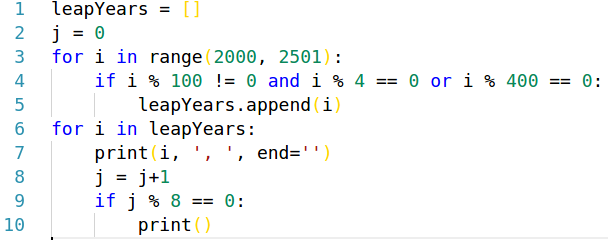 1 leapYears = []
2 j = 0
3 for i in range(2000, 2501):
4     if i % 100 != 0 and i % 4 == 0 or i % 400 == 0:
5         leapYears.append(i)
6 for i in leapYears:
7     print(i, ', ', end='')
8     j = j+1
9     if j % 8 == 0:
10         print()